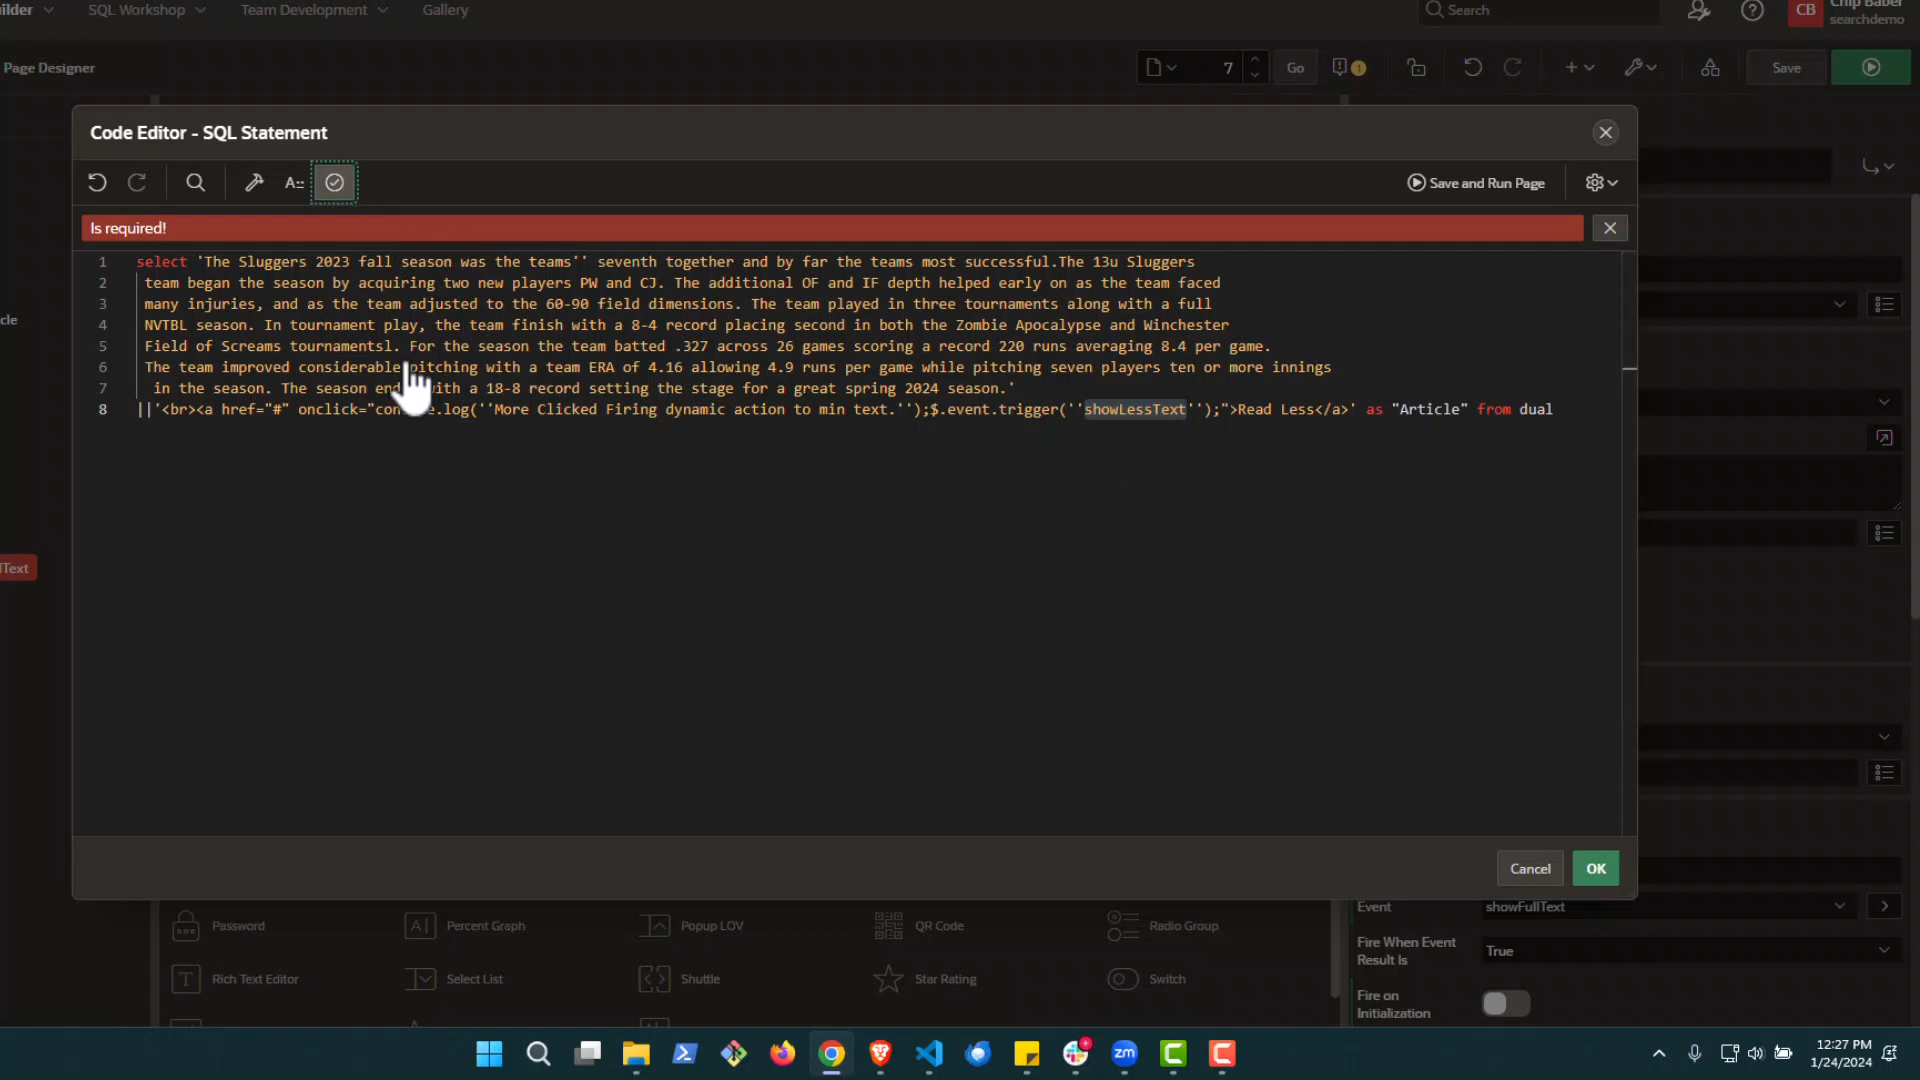 ilder
SQL Workshop
Team Development
Gallery
Search
CB
Chip Baber
searchdemo
Page Designer
7
Go
1
Save
Code Editor - SQL Statement
A::
Save and Run Page
Is required!
1 select 'The Sluggers 2023 fall season was the teams'' seventh together and by far the teams most successful.The 13u Sluggers
2 team began the season by acquiring two new players PW and CJ. The additional OF and IF depth helped early on as the team faced
3 many injuries, and as the team adjusted to the 60-90 field dimensions. The team played in three tournaments along with a full
4 NVTBL season. In tournament play, the team finish with a 8-4 record placing second in both the Zombie Apocalypse and Winchester
5 Field of Screams tournamentsl. For the season the team batted .327 across 26 games scoring a record 220 runs averaging 8.4 per game.
6 The team improved considerable pitching with a team ERA of 4.16 allowing 4.9 runs per game while pitching seven players ten or more innings
7 in the season. The season end with a 18-8 record setting the stage for a great spring 2024 season.'
8 ||'<br><a href="#" onclick="console.log(''More Clicked Firing dynamic action to min text.'');$.event.trigger(''showLessText'');">Read Less</a>' as "Article" from dual
cle
lText
Cancel
OK
Password
Percent Graph
Popup LOV
QR Code
Radio Group
Rich Text Editor
Select List
Shuttle
Star Rating
Switch
Event
showFullText
Fire When Event
Result Is
True
Fire on
Initialization
zm
12:27 PM
1/24/2024